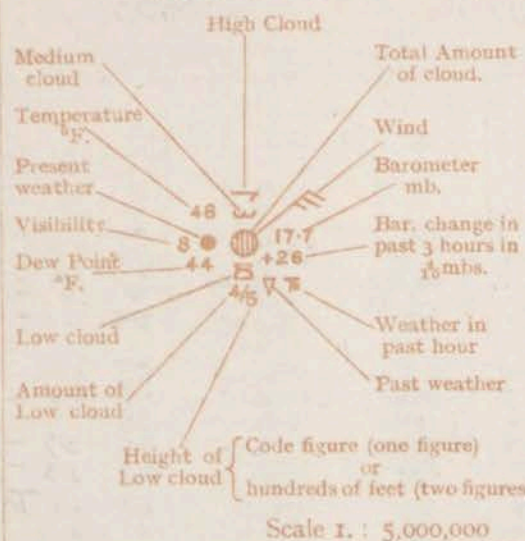 High Cloud
Medium
cloud
Total Amount
of cloud.
Temperature
°F.
Wind
Present
weather
Barometer
mb.
48
17·7
Visibility
8
Bar. change in
past 3 hours in
mbs.
+26
Dew Point
°F.
44
4/5
Low cloud
Weather in
past hour
Amount of
Low cloud
Past weather
Height of
Low cloud
Code figure (one figure)
or
hundreds of feet (two figures
Scale 1. : 5,000,000